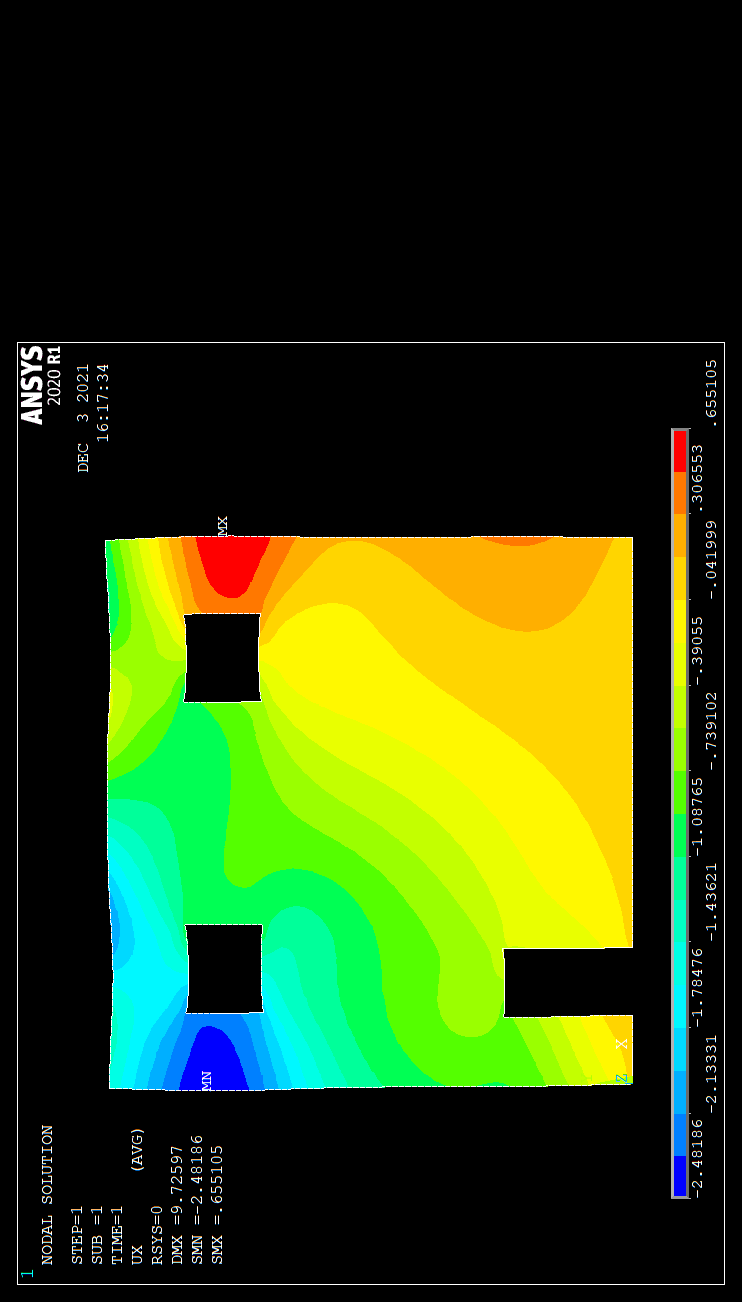 1
NODAL SOLUTION
STEP=1
SUB =1
TIME=1
UX       (AVG)
RSYS=0
DMX =9.72597
SMN =-2.48186
SMX =.655105
ANSYS
2020 R1
DEC  3 2021
16:17:34
MN
MX
Z
X
-2.48186
-2.13331
-1.78476
-1.43621
-1.08765
-.739102
-.39055
-.041999
.306553
.655105